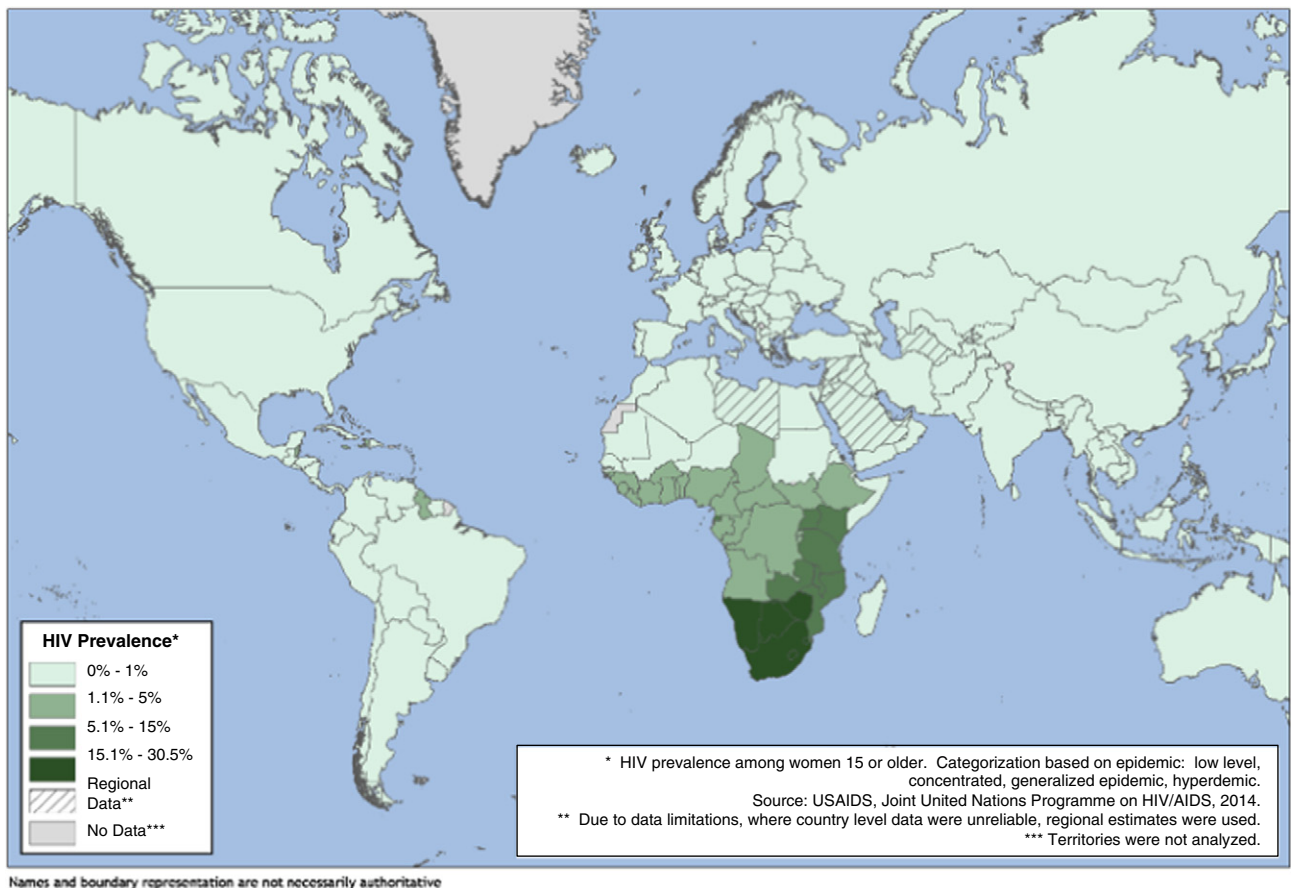 HIV Prevalence*
0% - 1%
1.1% - 5%
5.1% - 15%
15.1% - 30.5%
Regional
Data**
No Data***
* HIV prevalence among women 15 or older. Categorization based on epidemic: low level,
concentrated, generalized epidemic, hyperdemic.
Source: USAIDS, Joint United Nations Programme on HIV/AIDS, 2014.
** Due to data limitations, where country level data were unreliable, regional estimates were used.
*** Territories were not analyzed.
Names and boundary representation are not necessarily authoritative